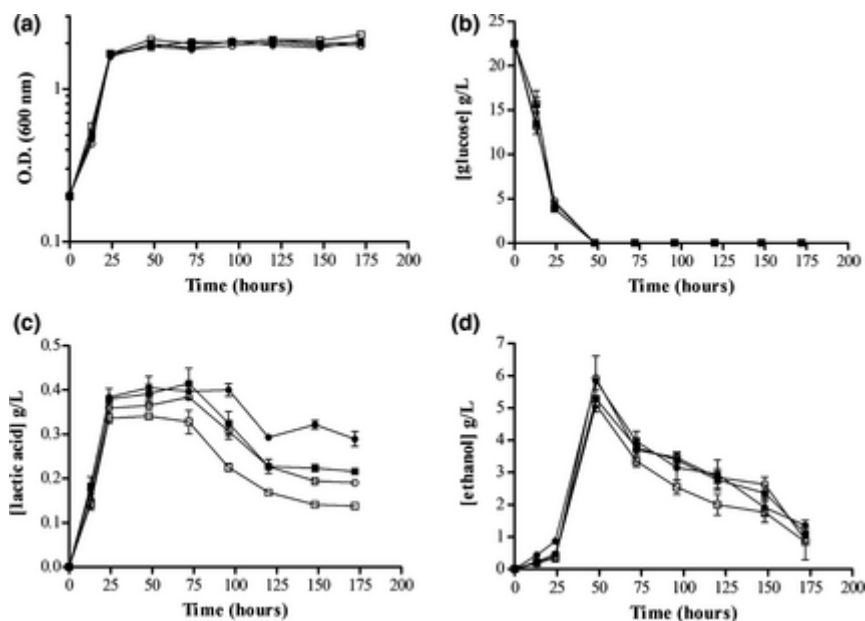 (a)
O.D. (600 nm)
1
0.1
0 25 50 75 100 125 150 175 200
Time (hours)
(b)
[glucose] g/L
25
20
15
10
5
0
0 25 50 75 100 125 150 175 200
Time (hours)
(c)
[lactic acid] g/L
0.5
0.4
0.3
0.2
0.1
0.0
0 25 50 75 100 125 150 175 200
Time (hours)
(d)
[ethanol] g/L
7
6
5
4
3
2
1
0
0 25 50 75 100 125 150 175 200
Time (hours)